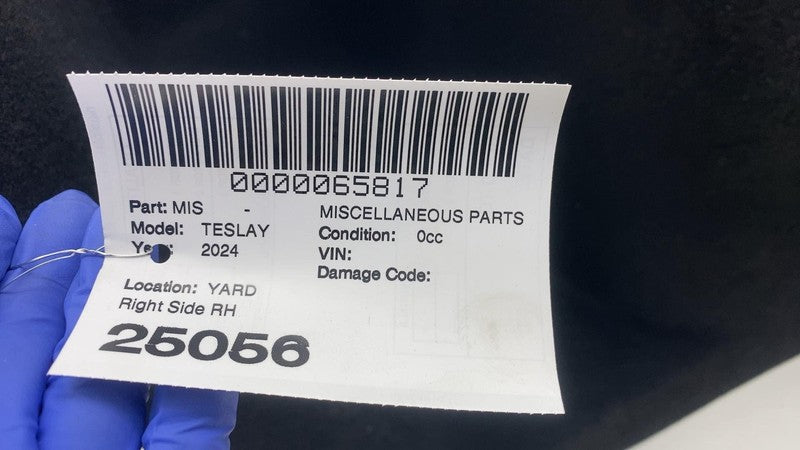 0000065817
Part: MIS - MISCELLANEOUS PARTS
Model: TESLAY Condition: 0cc
2024 VIN:
Damage Code:
Location: YARD
Right Side RH
25056